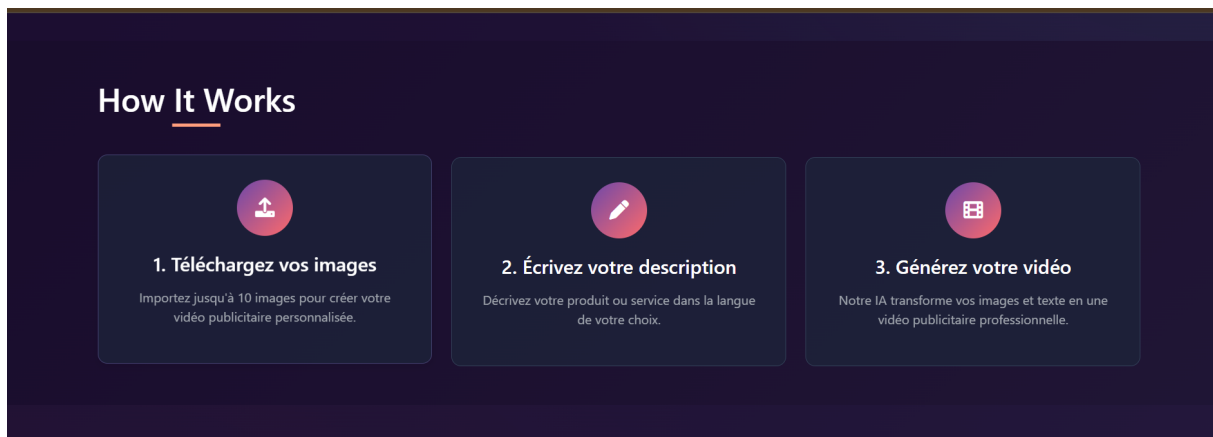 How It Works
1. Téléchargez vos images
Importez jusqu'à 10 images pour créer votre
vidéo publicitaire personnalisée.
2. Écrivez votre description
Décrivez votre produit ou service dans la langue
de votre choix.
3. Générez votre vidéo
Notre IA transforme vos images et texte en une
vidéo publicitaire professionnelle.